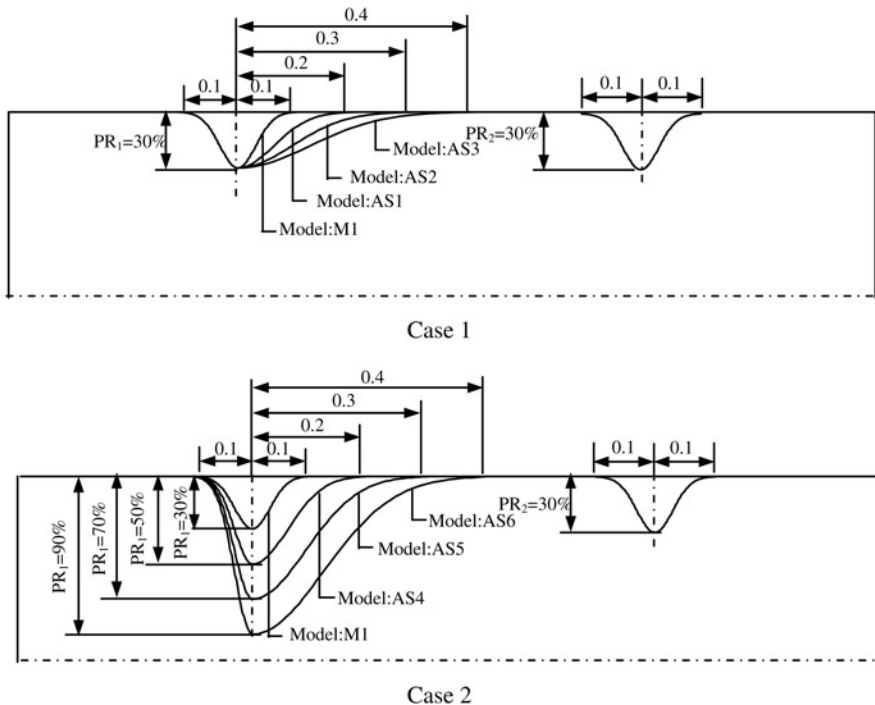 0.4
0.3
0.2
0.1
0.1
0.1
0.1
PR₁=30%
PR₂=30%
Model:AS3
Model:AS2
Model:AS1
Model:M1
Case 1
0.4
0.3
0.2
0.1
0.1
0.1
0.1
PR₁=90%
PR₁=70%
PR₁=50%
PR₁=30%
PR₂=30%
Model:AS6
Model:AS5
Model:AS4
Model:M1
Case 2